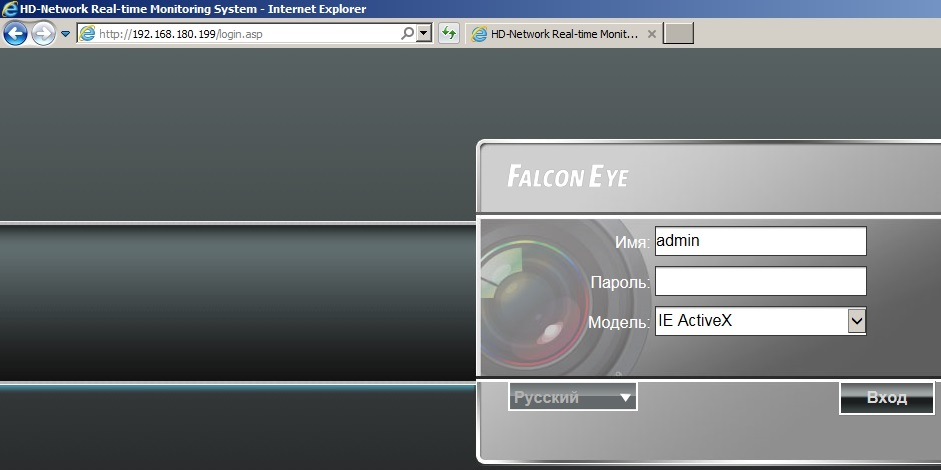 HD-Network Real-time Monitoring System - Internet Explorer
http://192.168.180.199/login.asp
HD-Network Real-time Monit...
FALCON EYE
Имя: admin
Пароль:
Модель: IE ActiveX
Русский
Вход